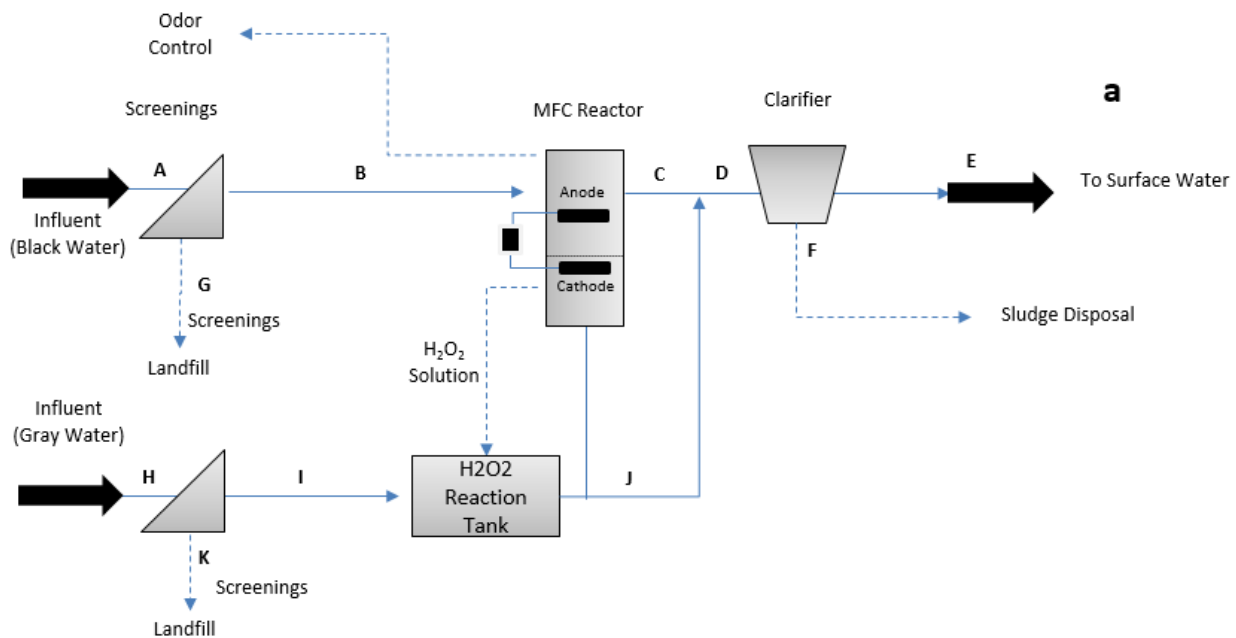 Odor
Control
a
Clarifier
Screenings
MFC Reactor
A
B
C
D
E
To Surface Water
Anode
Influent
(Black Water)
F
G
Cathode
Screenings
Sludge Disposal
H₂O₂
Solution
Landfill
Influent
(Gray Water)
H
I
H2O2
Reaction
Tank
J
K
Screenings
Landfill